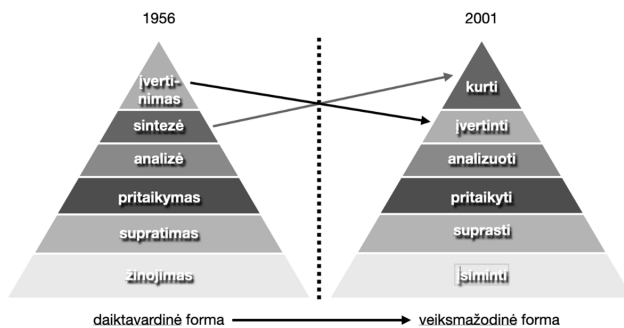 1956
2001
įverti-
nimas
sintezė
analizė
pritaikymas
supratimas
žinojimas
kurti
įvertinti
analizuoti
pritaikyti
suprasti
Įsiminti
daiktavardinė forma
veiksmažodinė forma